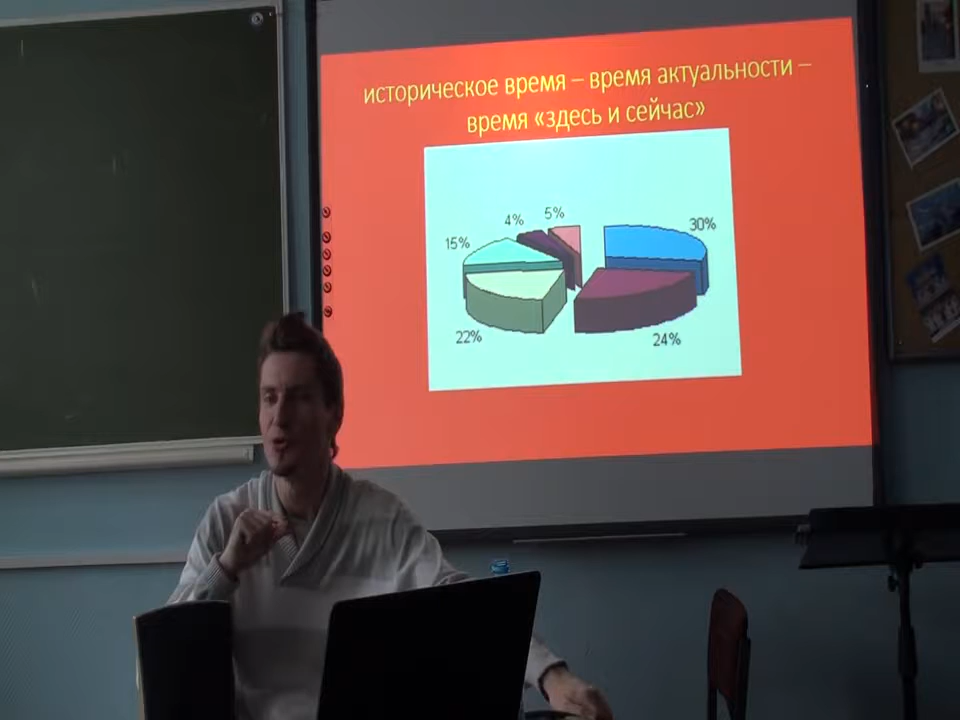 историческое время – время актуальности –
время «здесь и сейчас»
4% 5% 30%
15%
22% 24%